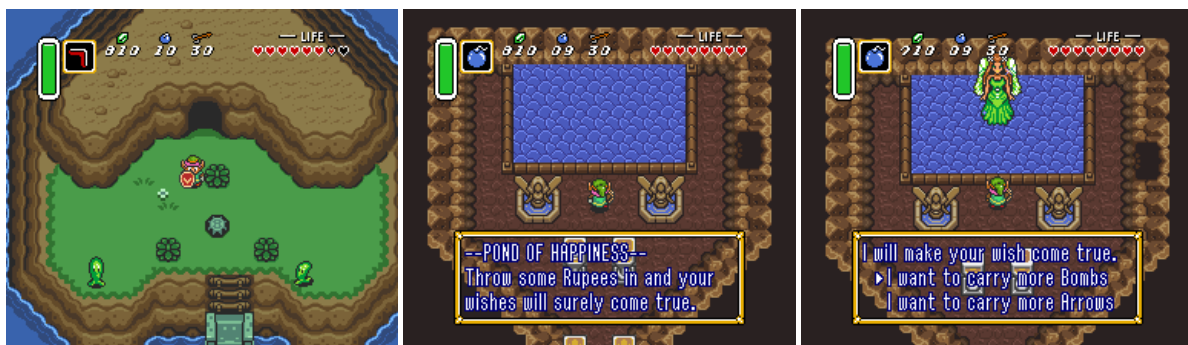 — LIFE —
810 10 30
— LIFE —
810 09 30
--POND OF HAPPINESS--
Throw some Rupees in and your
wishes will surely come true.
— LIFE —
710 09 30
I will make your wish come true.
I want to carry more Bombs
I want to carry more Arrows